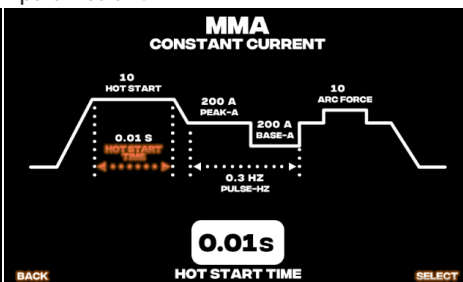 MMA
CONSTANT CURRENT
10
HOT START
200 A
PEAK-A
10
ARC FORCE
200 A
BASE-A
0.01 S
HOT START
TIME
0.3 HZ
PULSE-HZ
0.01s
BACK
HOT START TIME
SELECT